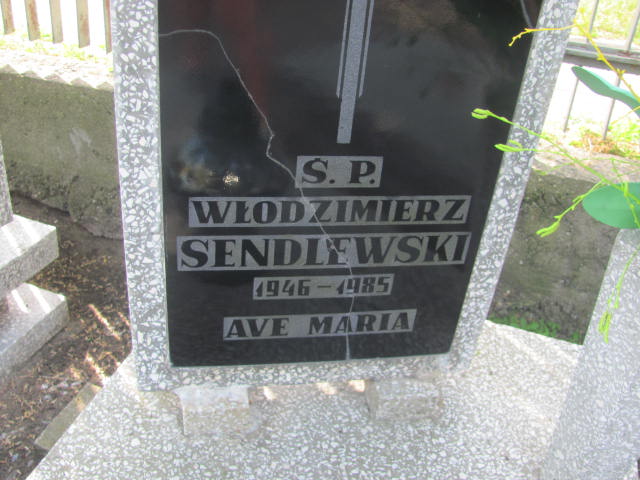 Ś. P.
WŁODZIMIERZ
SENDLEWSKI
1946-1985
AVE MARIA